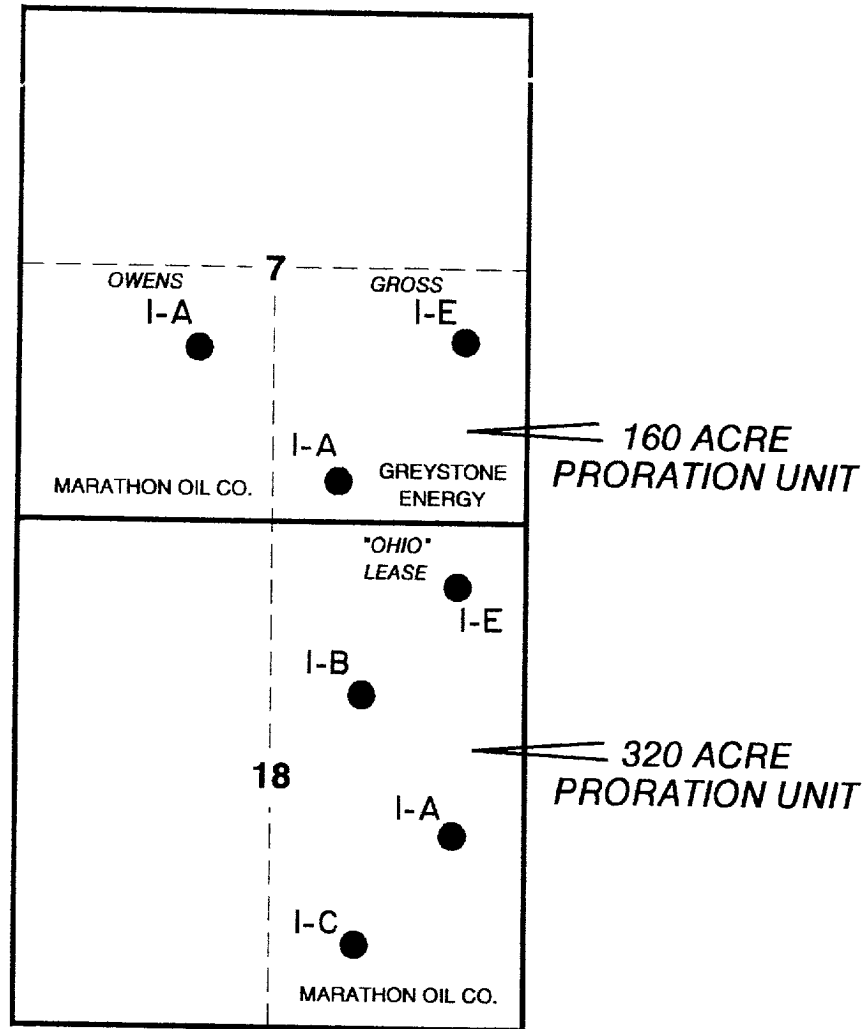 7
OWENS
GROSS
I-A
I-E
I-A
160 ACRE
PRORATION UNIT
MARATHON OIL CO.
GREYSTONE
ENERGY
"OHIO"
LEASE
I-E
I-B
18
320 ACRE
PRORATION UNIT
I-A
I-C
MARATHON OIL CO.